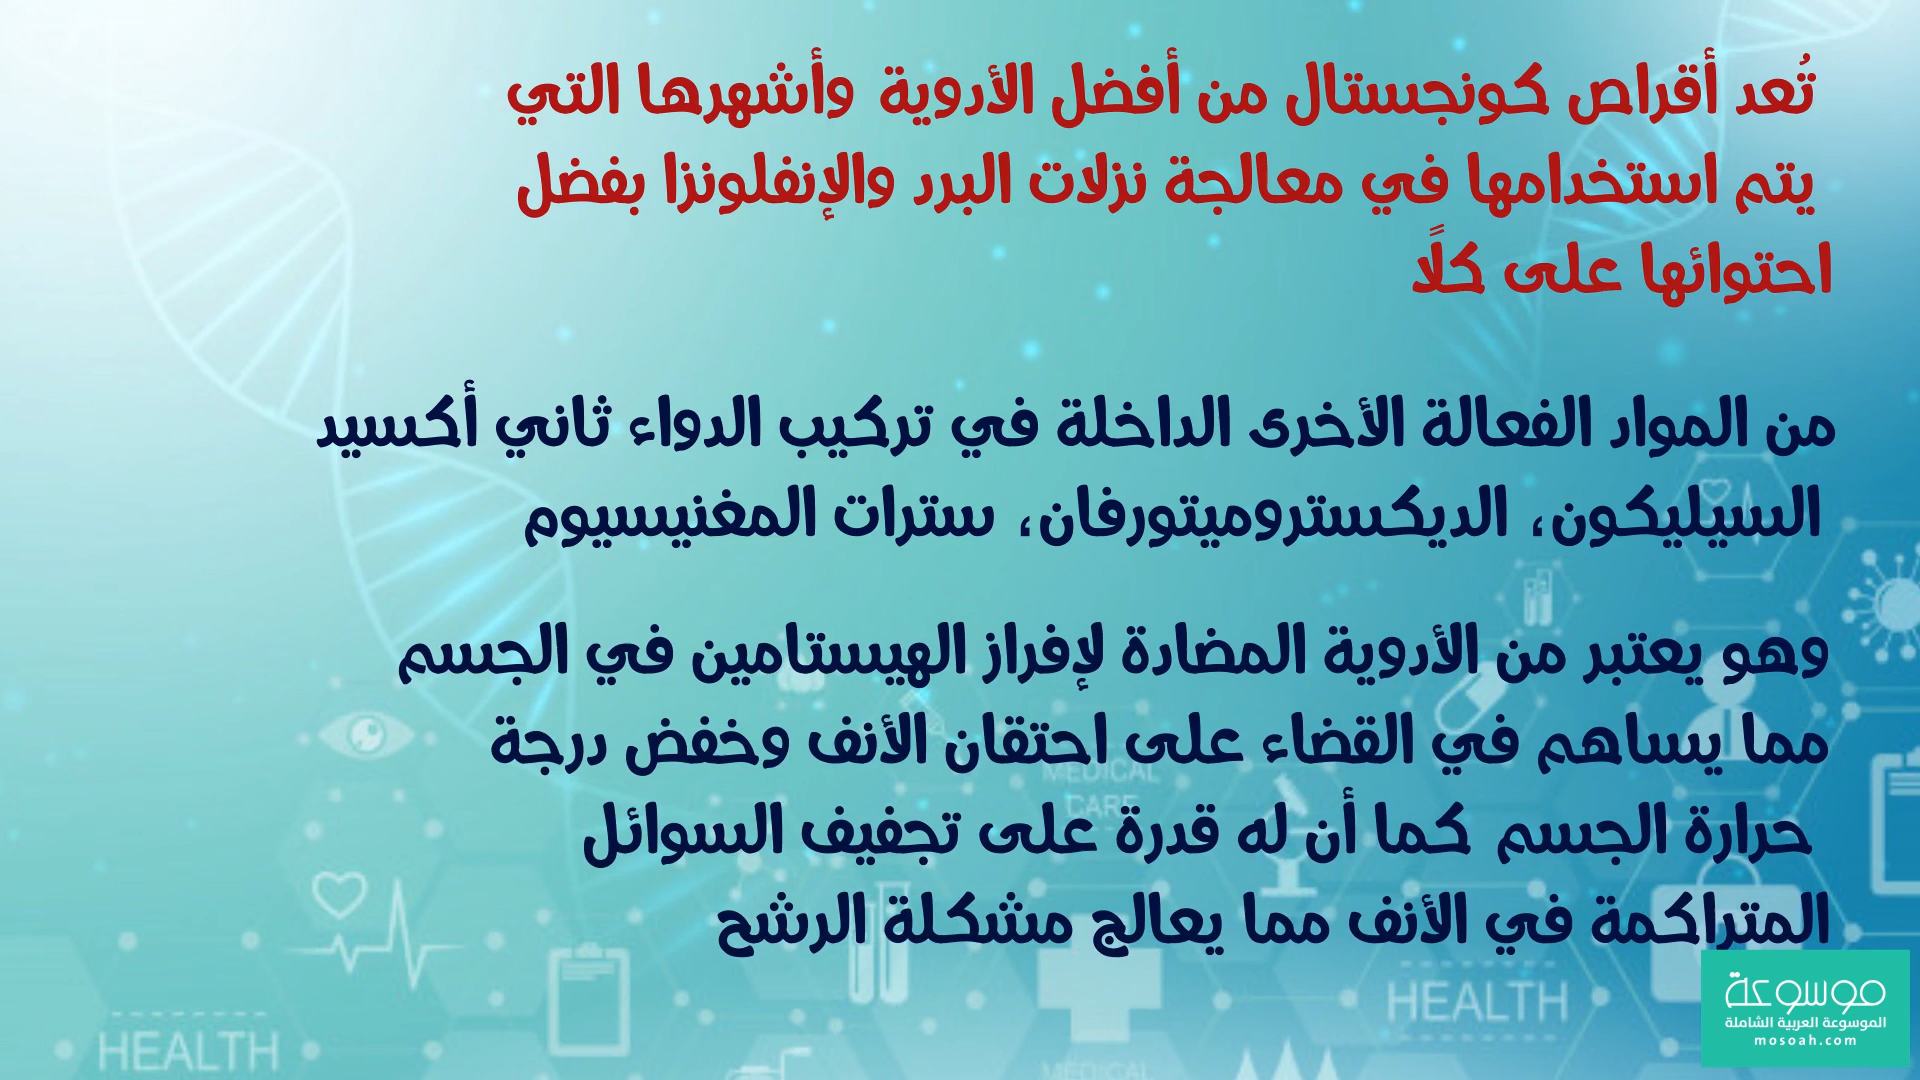 تُعد أقراص كونجستال من أفضل الأدوية وأشهرها التي
يتم استخدامها في معالجة نزلات البرد والإنفلونزا بفضل
احتوائها على كلًا
من المواد الفعالة الأخرى الداخلة في تركيب الدواء ثاني أكسيد
السيليكون، الديكستروميتورفان، سترات المغنيسيوم
وهو يعتبر من الأدوية المضادة لإفراز الهيستامين في الجسم
مما يساهم في القضاء على احتقان الأنف وخفض درجة
حرارة الجسم كما أن له قدرة على تجفيف السوائل
المتراكمة في الأنف مما يعالج مشكلة الرشح
MEDICAL
CARE
HEALTH
HEALTH
MEDICAL
موسوعة
الموسوعة العربية الشاملة
mosoah.com